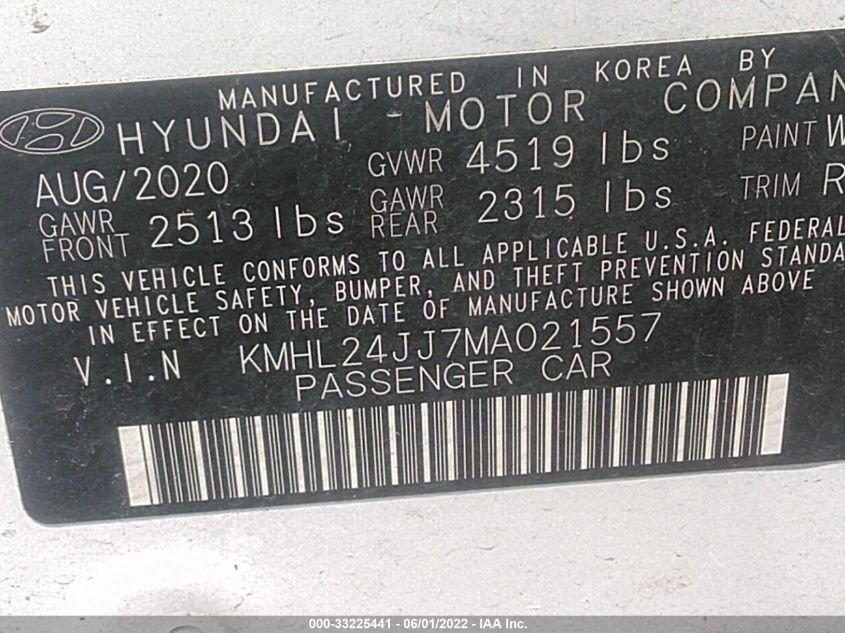 MANUFACTURED IN KOREA BY
HYUNDAI MOTOR COMPAN
AUG/2020 GVWR 4519 lbs PAINT W
GAWR FRONT 2513 lbs GAWR REAR 2315 lbs TRIM R
THIS VEHICLE CONFORMS TO ALL APPLICABLE U.S.A. FEDERAL
MOTOR VEHICLE SAFETY, BUMPER, AND THEFT PREVENTION STANDA
IN EFFECT ON THE DATE OF MANUFACTURE SHOWN ABOVE
V.I.N KMHL24JJ7MA021557
PASSENGER CAR
000-33225441 - 06/01/2022 - IAA Inc.